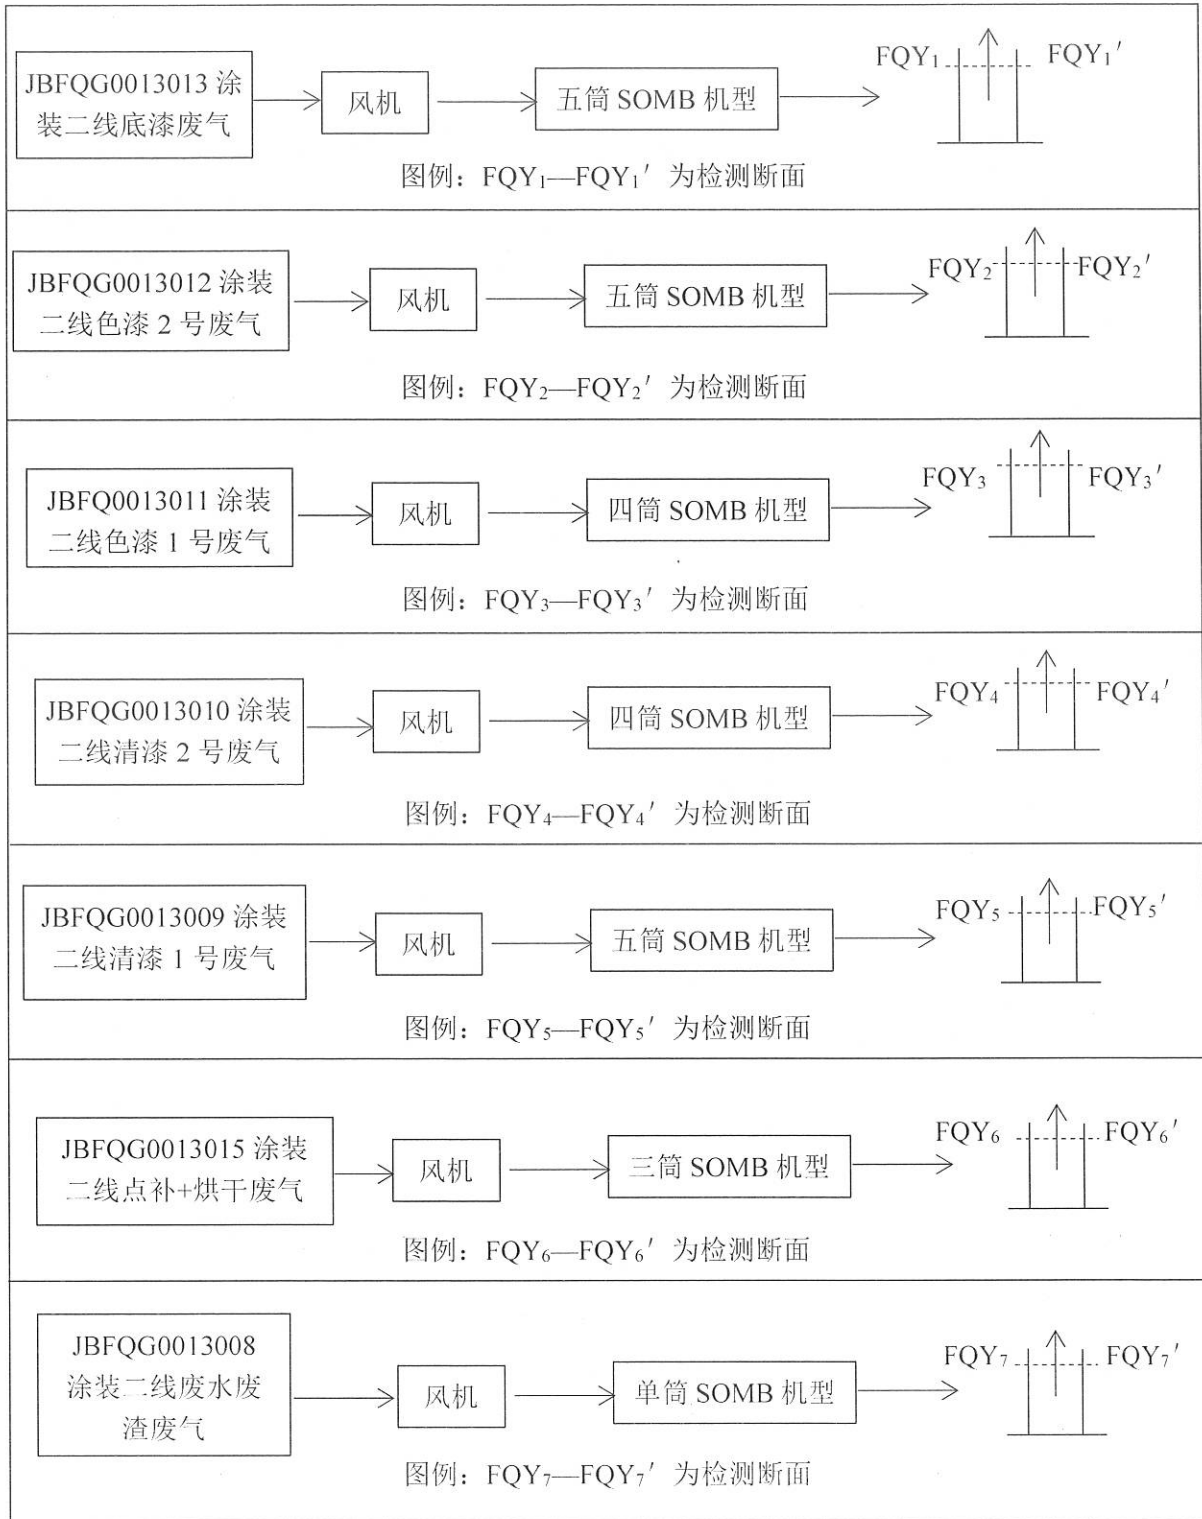 JBFQG0013013 涂
装二线底漆废气
风机
五筒 SOMB 机型
FQY₁
FQY₁′
图例：FQY₁—FQY₁′ 为检测断面
JBFQG0013012 涂装
二线色漆 2 号废气
风机
五筒 SOMB 机型
FQY₂
FQY₂′
图例：FQY₂—FQY₂′ 为检测断面
JBFQ0013011 涂装
二线色漆 1 号废气
风机
四筒 SOMB 机型
FQY₃
FQY₃′
图例：FQY₃—FQY₃′ 为检测断面
JBFQG0013010 涂装
二线清漆 2 号废气
风机
四筒 SOMB 机型
FQY₄
FQY₄′
图例：FQY₄—FQY₄′ 为检测断面
JBFQG0013009 涂装
二线清漆 1 号废气
风机
五筒 SOMB 机型
FQY₅
FQY₅′
图例：FQY₅—FQY₅′ 为检测断面
JBFQG0013015 涂装
二线点补+烘干废气
风机
三筒 SOMB 机型
FQY₆
FQY₆′
图例：FQY₆—FQY₆′ 为检测断面
JBFQG0013008
涂装二线废水废
渣废气
风机
单筒 SOMB 机型
FQY₇
FQY₇′
图例：FQY₇—FQY₇′ 为检测断面